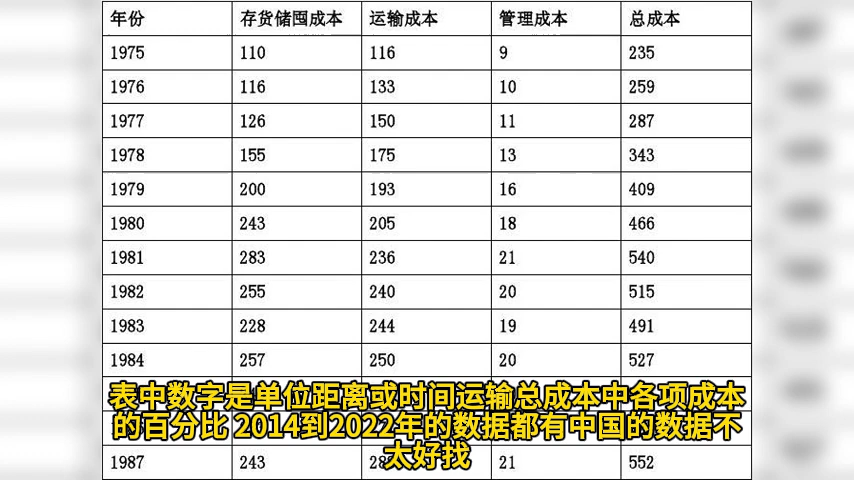 年份 存货储囤成本 运输成本 管理成本 总成本
1975 110 116 9 235
1976 116 133 10 259
1977 126 150 11 287
1978 155 175 13 343
1979 200 193 16 409
1980 243 205 18 466
1981 283 236 21 540
1982 255 240 20 515
1983 228 244 19 491
1984 257 250 20 527
表中数字是单位距离或时间运输总成本中各项成本
的百分比 2014到2022年的数据都有中国的数据不
太好找
1987 243 21 552